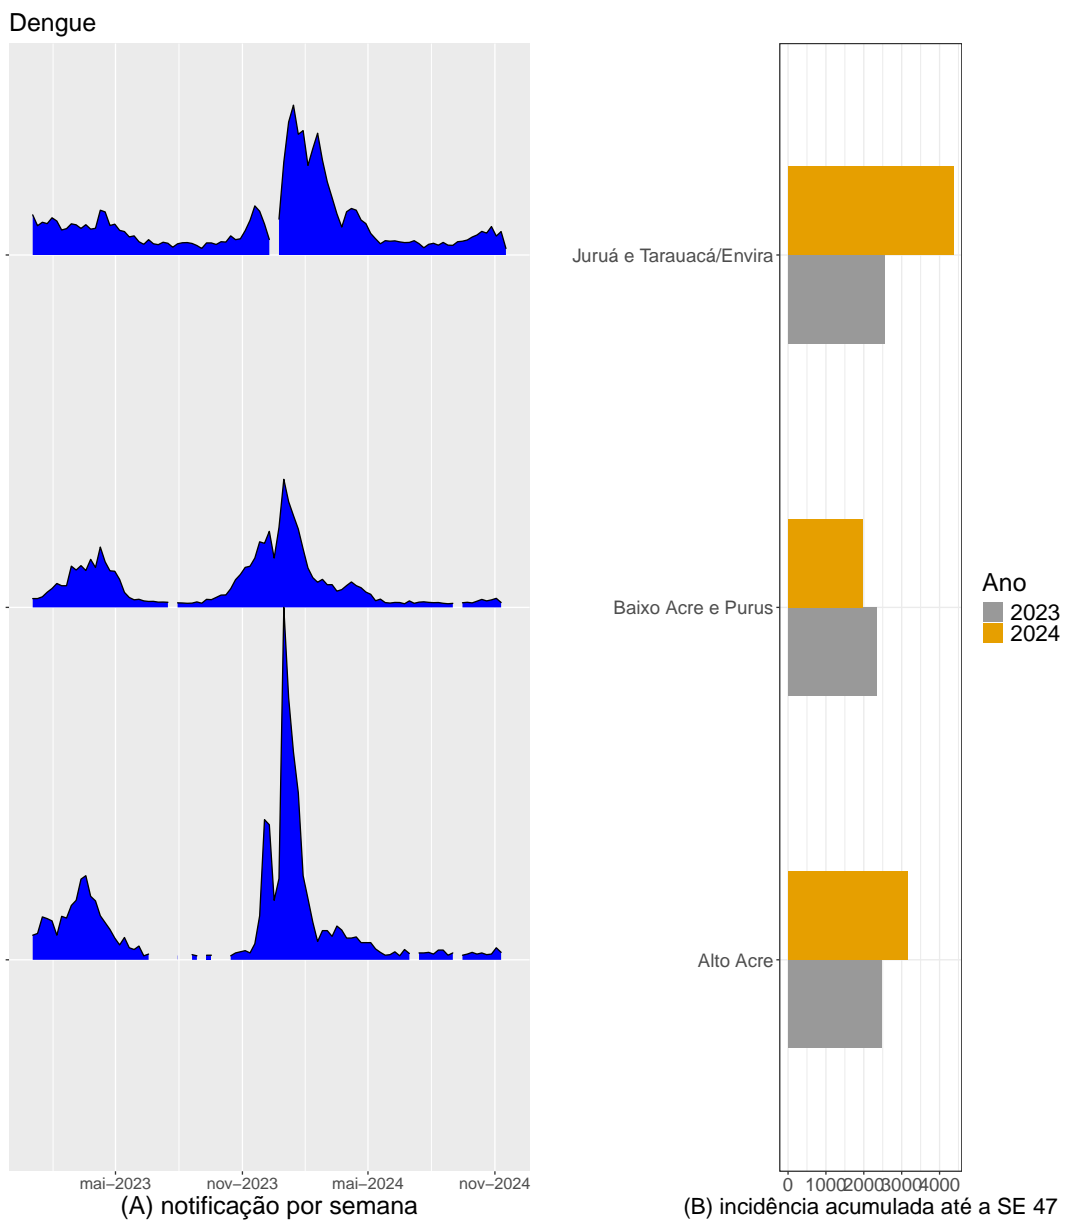 Dengue
Juruá e Tarauacá/Envira
Baixo Acre e Purus
Alto Acre
Ano
2023
2024
mai–2023 nov–2023 mai–2024 nov–2024
0 1000 2000 3000 4000
(A) notificação por semana
(B) incidência acumulada até a SE 47